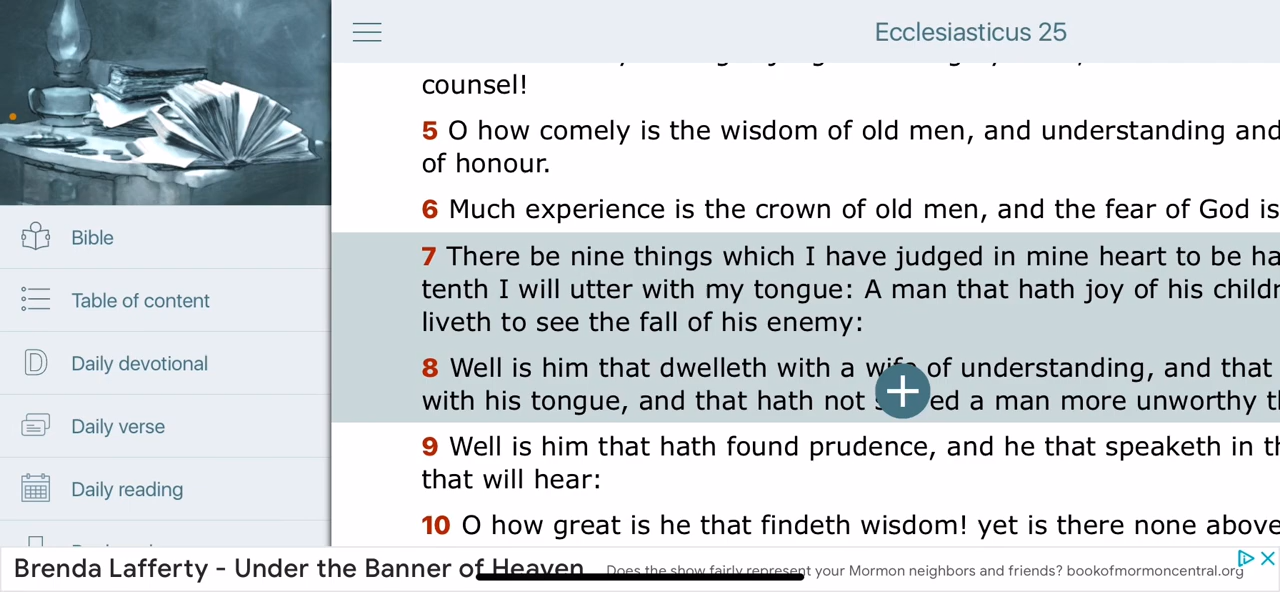 Bible
Table of content
Daily devotional
Daily verse
Daily reading
Ecclesiasticus 25
counsel!
5 O how comely is the wisdom of old men, and understanding and
of honour.
6 Much experience is the crown of old men, and the fear of God is
7 There be nine things which I have judged in mine heart to be ha
tenth I will utter with my tongue: A man that hath joy of his childr
liveth to see the fall of his enemy:
8 Well is him that dwelleth with a wife of understanding, and that
with his tongue, and that hath not a man more unworthy th
9 Well is him that hath found prudence, and he that speaketh in th
that will hear:
10 O how great is he that findeth wisdom! yet is there none above
Brenda Lafferty - Under the Banner of Heaven
Does the show fairly represent your Mormon neighbors and friends? bookofmormoncentral.org